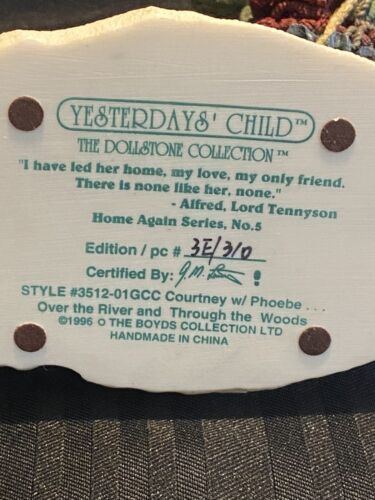 YESTERDAYS' CHILD™
THE DOLLSTONE COLLECTION™
"I have led her home, my love, my only friend.
There is none like her, none."
- Alfred, Lord Tennyson
Home Again Series, No.5
Edition / pc # 3E/310
Certified By: !
STYLE #3512-01GCC Courtney w/ Phoebe ...
Over the River and Through the Woods
©1996 O THE BOYDS COLLECTION LTD
HANDMADE IN CHINA